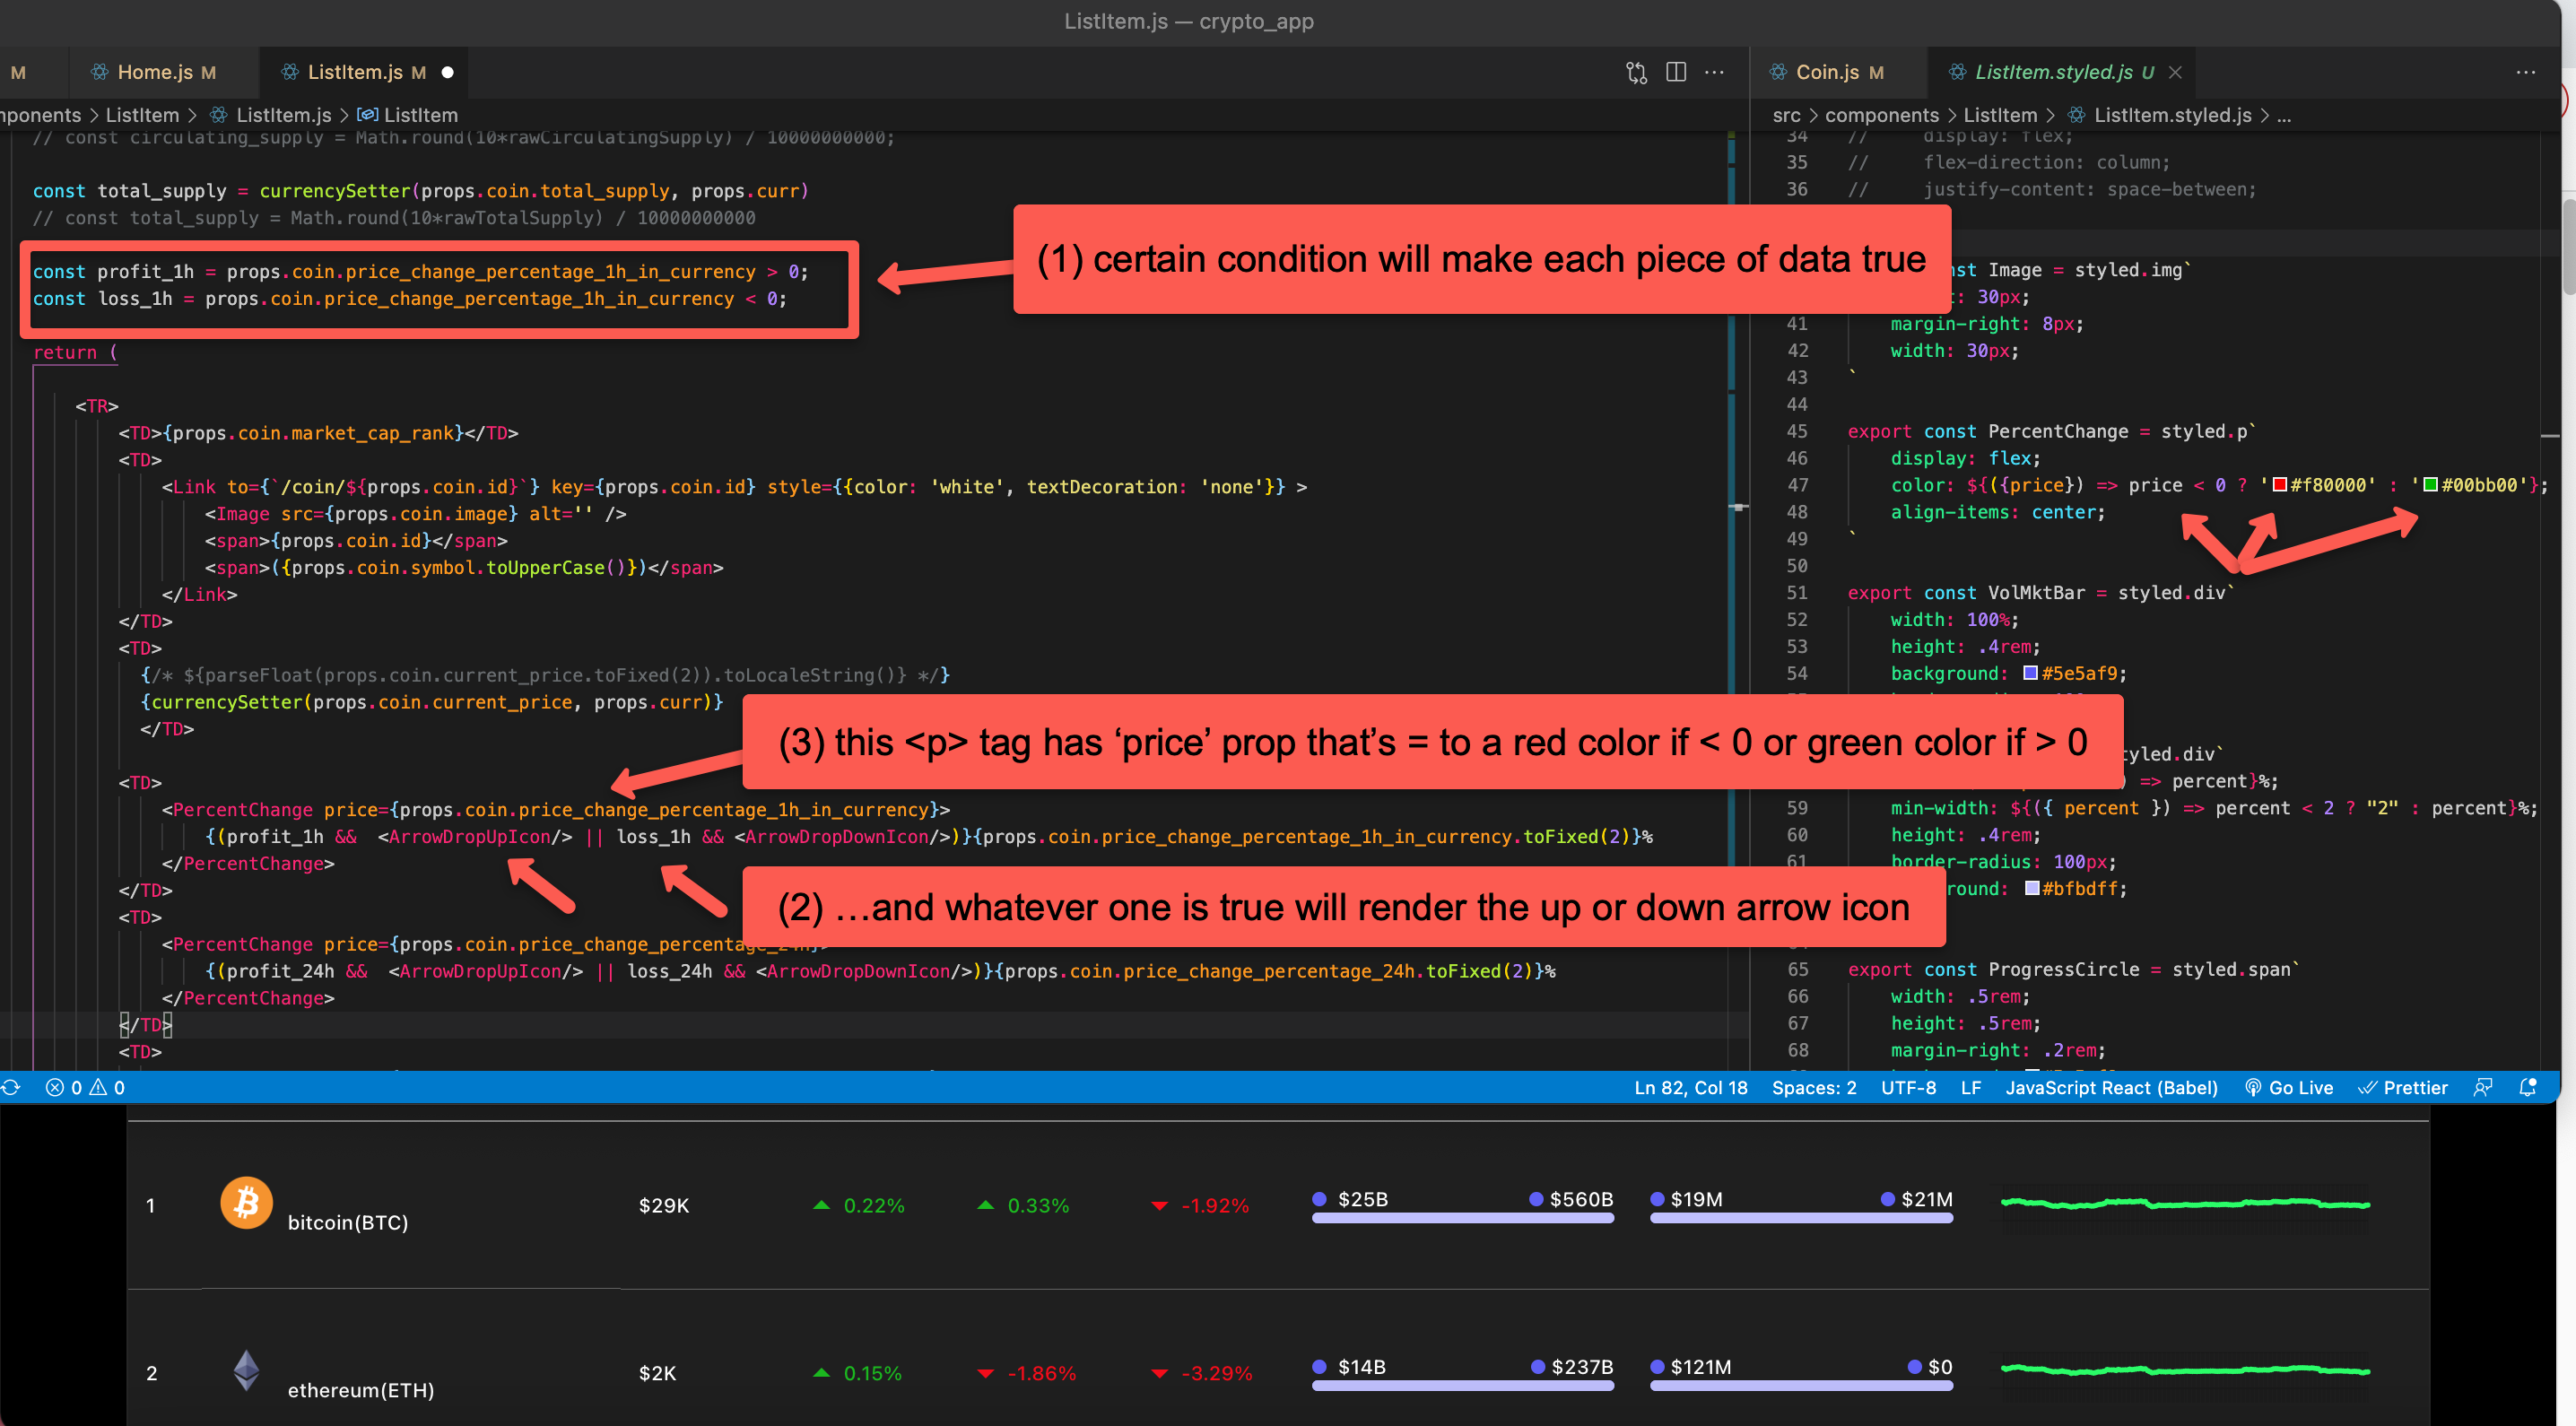 ListItem.js — crypto_app
M
Home.js M
ListItem.js M
nponents > ListItem > ListItem.js > ListItem
// const circulating_supply = Math.round(10*rawCirculatingSupply) / 10000000000;
const total_supply = currencySetter(props.coin.total_supply, props.curr)
// const total_supply = Math.round(10*rawTotalSupply) / 10000000000
const profit_1h = props.coin.price_change_percentage_1h_in_currency > 0;
const loss_1h = props.coin.price_change_percentage_1h_in_currency < 0;
(1) certain condition will make each piece of data true
return (
<TR>
<TD>{props.coin.market_cap_rank}</TD>
<TD>
<Link to={`/coin/${props.coin.id}`} key={props.coin.id} style={{color: 'white', textDecoration: 'none'}} >
<Image src={props.coin.image} alt='' />
<span>{props.coin.id}</span>
<span>({props.coin.symbol.toUpperCase()})</span>
</Link>
</TD>
<TD>
{/* ${parseFloat(props.coin.current_price.toFixed(2)).toLocaleString()} */}
{currencySetter(props.coin.current_price, props.curr)}
</TD>
(3) this <p> tag has ‘price’ prop that’s = to a red color if < 0 or green color if > 0
<TD>
<PercentChange price={props.coin.price_change_percentage_1h_in_currency}>
{(profit_1h &&  <ArrowDropUpIcon/> || loss_1h && <ArrowDropDownIcon/>)}{props.coin.price_change_percentage_1h_in_currency.toFixed(2)}%
</PercentChange>
</TD>
(2) …and whatever one is true will render the up or down arrow icon
<TD>
<PercentChange price={props.coin.price_change_percentage_24h}>
{(profit_24h &&  <ArrowDropUpIcon/> || loss_24h && <ArrowDropDownIcon/>)}{props.coin.price_change_percentage_24h.toFixed(2)}%
</PercentChange>
</TD>
<TD>
Coin.js M
ListItem.styled.js U
src > components > ListItem > ListItem.styled.js > ...
34 // display: flex;
35 // flex-direction: column;
36 // justify-content: space-between;
nst Image = styled.img`
: 30px;
41 margin-right: 8px;
42 width: 30px;
43 `
44
45 export const PercentChange = styled.p`
46 display: flex;
47 color: ${({price}) => price < 0 ? '#f80000' : '#00bb00'};
48 align-items: center;
49 `
50
51 export const VolMktBar = styled.div`
52 width: 100%;
53 height: .4rem;
54 background: #5e5af9;
tyled.div`
) => percent}%;
59 min-width: ${({ percent }) => percent < 2 ? "2" : percent}%;
60 height: .4rem;
61 border-radius: 100px;
round: #bfbdff;
65 export const ProgressCircle = styled.span`
66 width: .5rem;
67 height: .5rem;
68 margin-right: .2rem;
0 0
Ln 82, Col 18 Spaces: 2 UTF-8 LF JavaScript React (Babel) Go Live Prettier
1 bitcoin(BTC) $29K 0.22% 0.33% -1.92% $25B $560B $19M $21M
2 ethereum(ETH) $2K 0.15% -1.86% -3.29% $14B $237B $121M $0